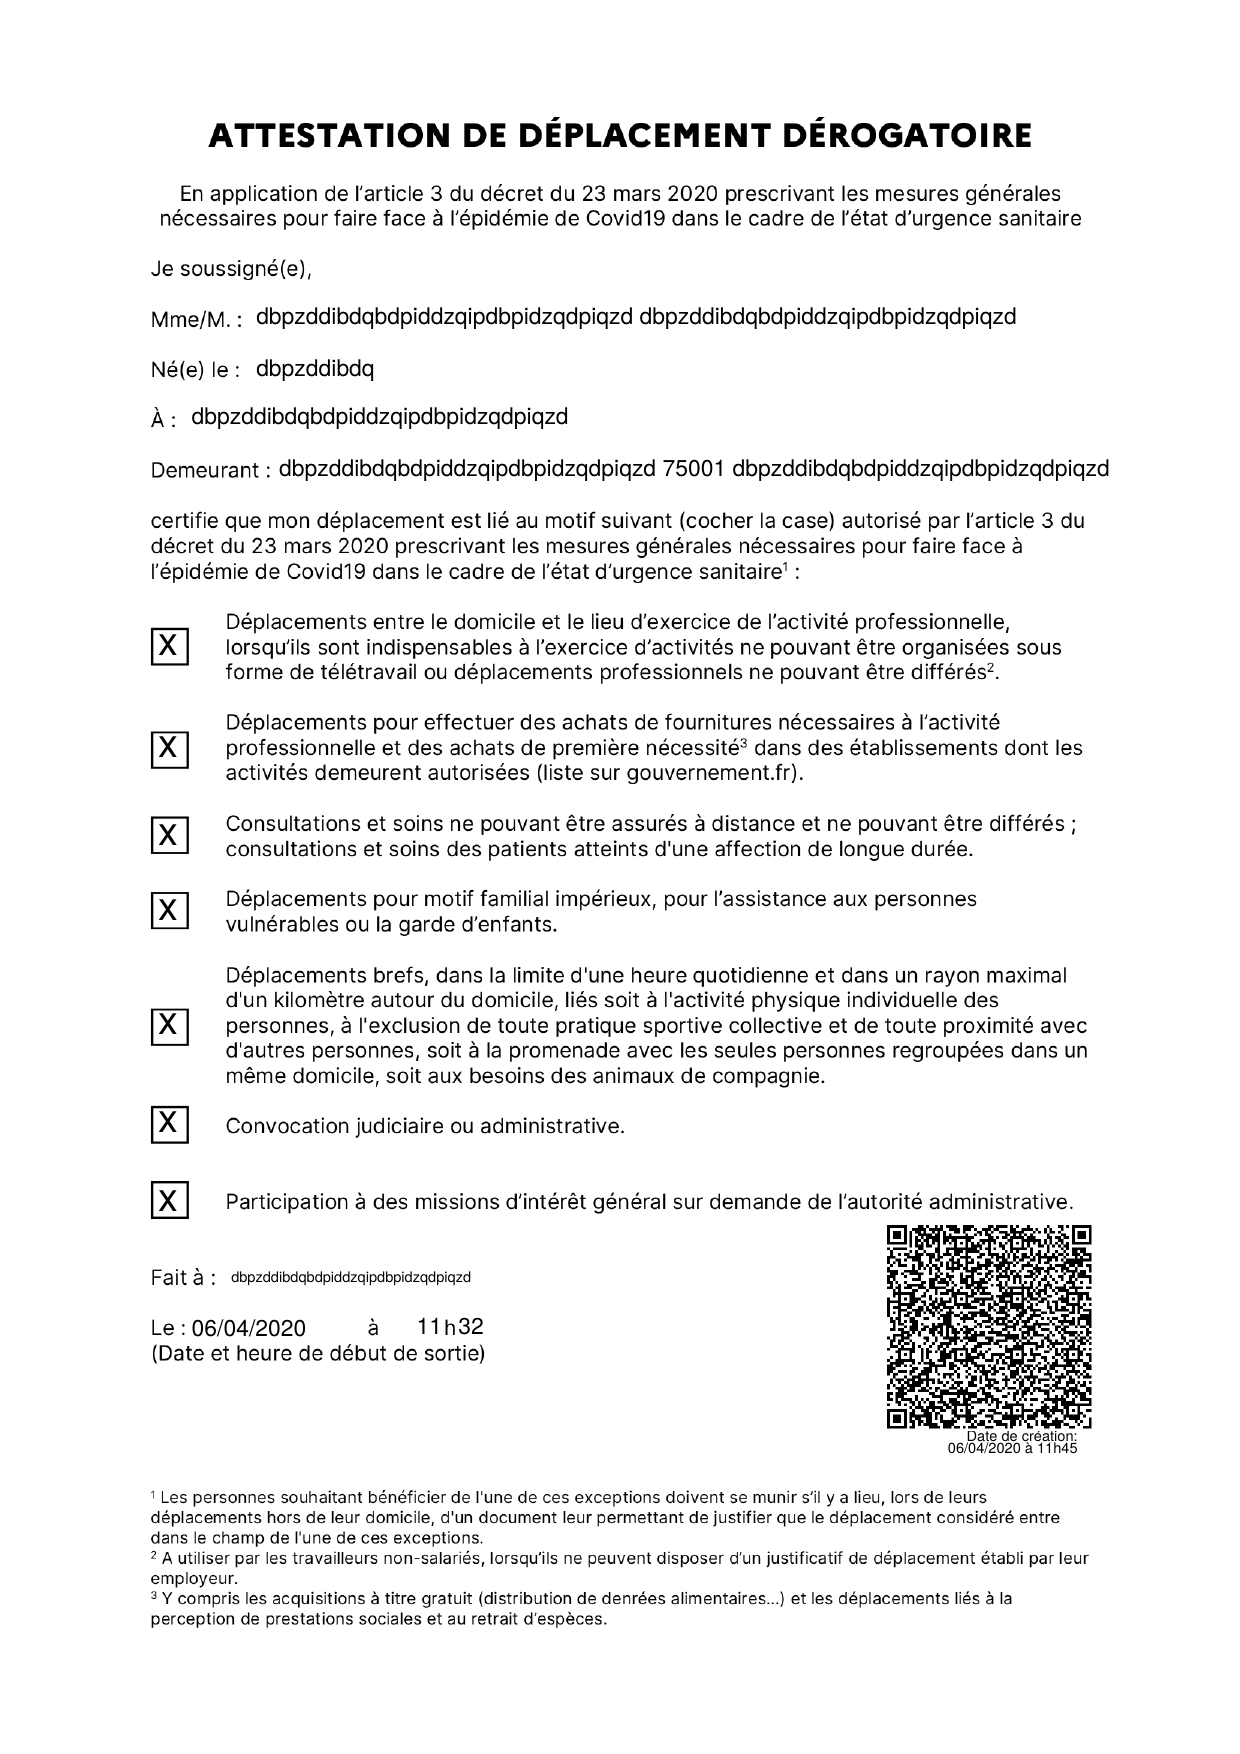 ATTESTATION DE DÉPLACEMENT DÉROGATOIRE
En application de l’article 3 du décret du 23 mars 2020 prescrivant les mesures générales
nécessaires pour faire face à l’épidémie de Covid19 dans le cadre de l’état d’urgence sanitaire
Je soussigné(e),
Mme/M. : dbpzddibdqbdpiddzqipdbpidzqdpiqzd dbpzddibdqbdpiddzqipdbpidzqdpiqzd
Né(e) le : dbpzddibdq
À : dbpzddibdqbdpiddzqipdbpidzqdpiqzd
Demeurant : dbpzddibdqbdpiddzqipdbpidzqdpiqzd 75001 dbpzddibdqbdpiddzqipdbpidzqdpiqzd
certifie que mon déplacement est lié au motif suivant (cocher la case) autorisé par l’article 3 du
décret du 23 mars 2020 prescrivant les mesures générales nécessaires pour faire face à
l’épidémie de Covid19 dans le cadre de l’état d’urgence sanitaire¹ :
Déplacements entre le domicile et le lieu d’exercice de l’activité professionnelle,
X lorsqu’ils sont indispensables à l’exercice d’activités ne pouvant être organisées sous
forme de télétravail ou déplacements professionnels ne pouvant être différés².
Déplacements pour effectuer des achats de fournitures nécessaires à l’activité
X professionnelle et des achats de première nécessité³ dans des établissements dont les
activités demeurent autorisées (liste sur gouvernement.fr).
X Consultations et soins ne pouvant être assurés à distance et ne pouvant être différés ;
consultations et soins des patients atteints d'une affection de longue durée.
X Déplacements pour motif familial impérieux, pour l’assistance aux personnes
vulnérables ou la garde d’enfants.
Déplacements brefs, dans la limite d'une heure quotidienne et dans un rayon maximal
d'un kilomètre autour du domicile, liés soit à l'activité physique individuelle des
X personnes, à l'exclusion de toute pratique sportive collective et de toute proximité avec
d'autres personnes, soit à la promenade avec les seules personnes regroupées dans un
même domicile, soit aux besoins des animaux de compagnie.
X Convocation judiciaire ou administrative.
X Participation à des missions d’intérêt général sur demande de l’autorité administrative.
Fait à : dbpzddibdqbdpiddzqipdbpidzqdpiqzd
Le : 06/04/2020 à 11h32
(Date et heure de début de sortie)
Date de création:
06/04/2020 à 11h45
¹ Les personnes souhaitant bénéficier de l'une de ces exceptions doivent se munir s’il y a lieu, lors de leurs
déplacements hors de leur domicile, d'un document leur permettant de justifier que le déplacement considéré entre
dans le champ de l'une de ces exceptions.
² A utiliser par les travailleurs non-salariés, lorsqu’ils ne peuvent disposer d’un justificatif de déplacement établi par leur
employeur.
³ Y compris les acquisitions à titre gratuit (distribution de denrées alimentaires...) et les déplacements liés à la
perception de prestations sociales et au retrait d’espèces.